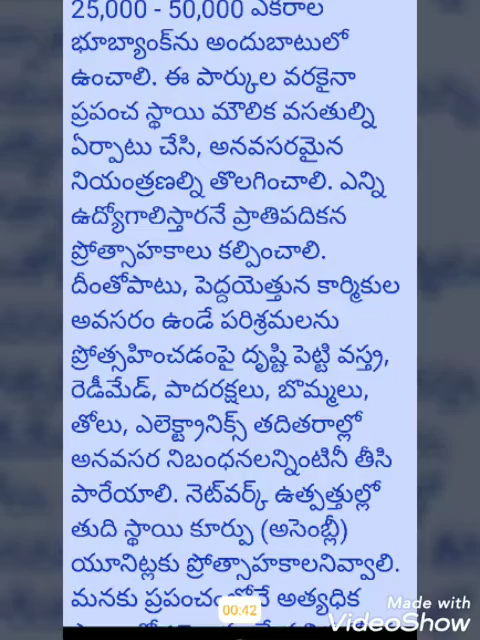 25,000 - 50,000 ఎకరాల
భూబ్యాంక్‌ను అందుబాటులో
ఉంచాలి. ఈ పార్కుల వరకైనా
ప్రపంచ స్థాయి మౌలిక వసతుల్ని
ఏర్పాటు చేసి, అనవసరమైన
నియంత్రణల్ని తొలగించాలి. ఎన్ని
ఉద్యోగాలిస్తారనే ప్రాతిపదికన
ప్రోత్సాహకాలు కల్పించాలి.
దీంతోపాటు, పెద్దయెత్తున కార్మికుల
అవసరం ఉండే పరిశ్రమలను
ప్రోత్సహించడంపై దృష్టి పెట్టి వస్త్ర,
రెడీమేడ్, పాదరక్షలు, బొమ్మలు,
తోలు, ఎలెక్ట్రానిక్స్ తదితరాల్లో
అనవసర నిబంధనలన్నింటినీ తీసి
పారేయాలి. నెట్‌వర్క్ ఉత్పత్తుల్లో
తుది స్థాయి కూర్పు (అసెంబ్లీ)
యూనిట్లకు ప్రోత్సాహకాలనివ్వాలి.
మనకు అత్యధిక
00:42
Made with
VideoShow